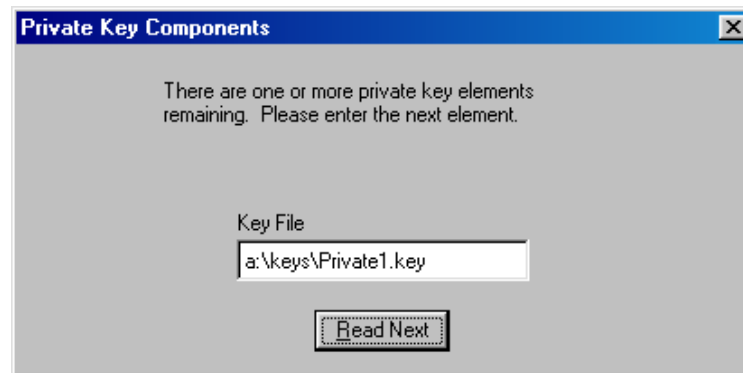 Private Key Components
There are one or more private key elements
remaining.  Please enter the next element.
Key File
a:\keys\Private1.key
Read Next